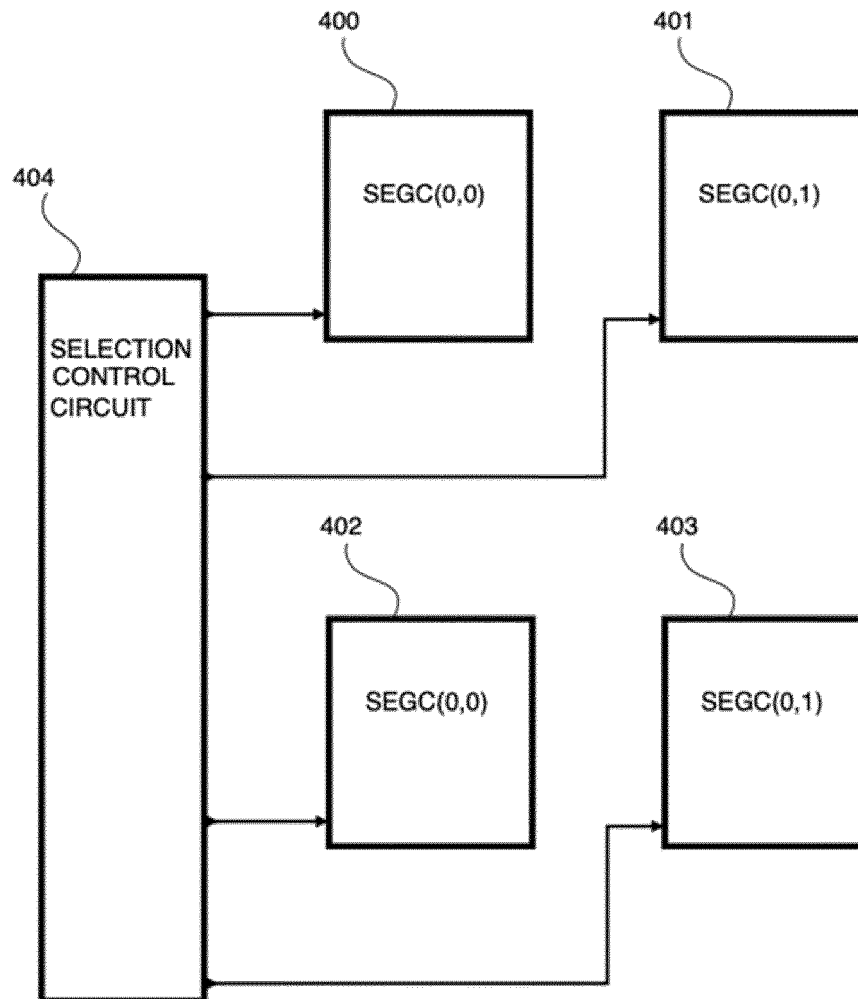 400
401
404
SEGC(0,0)
SEGC(0,1)
SELECTION
CONTROL
CIRCUIT
402
403
SEGC(0,0)
SEGC(0,1)